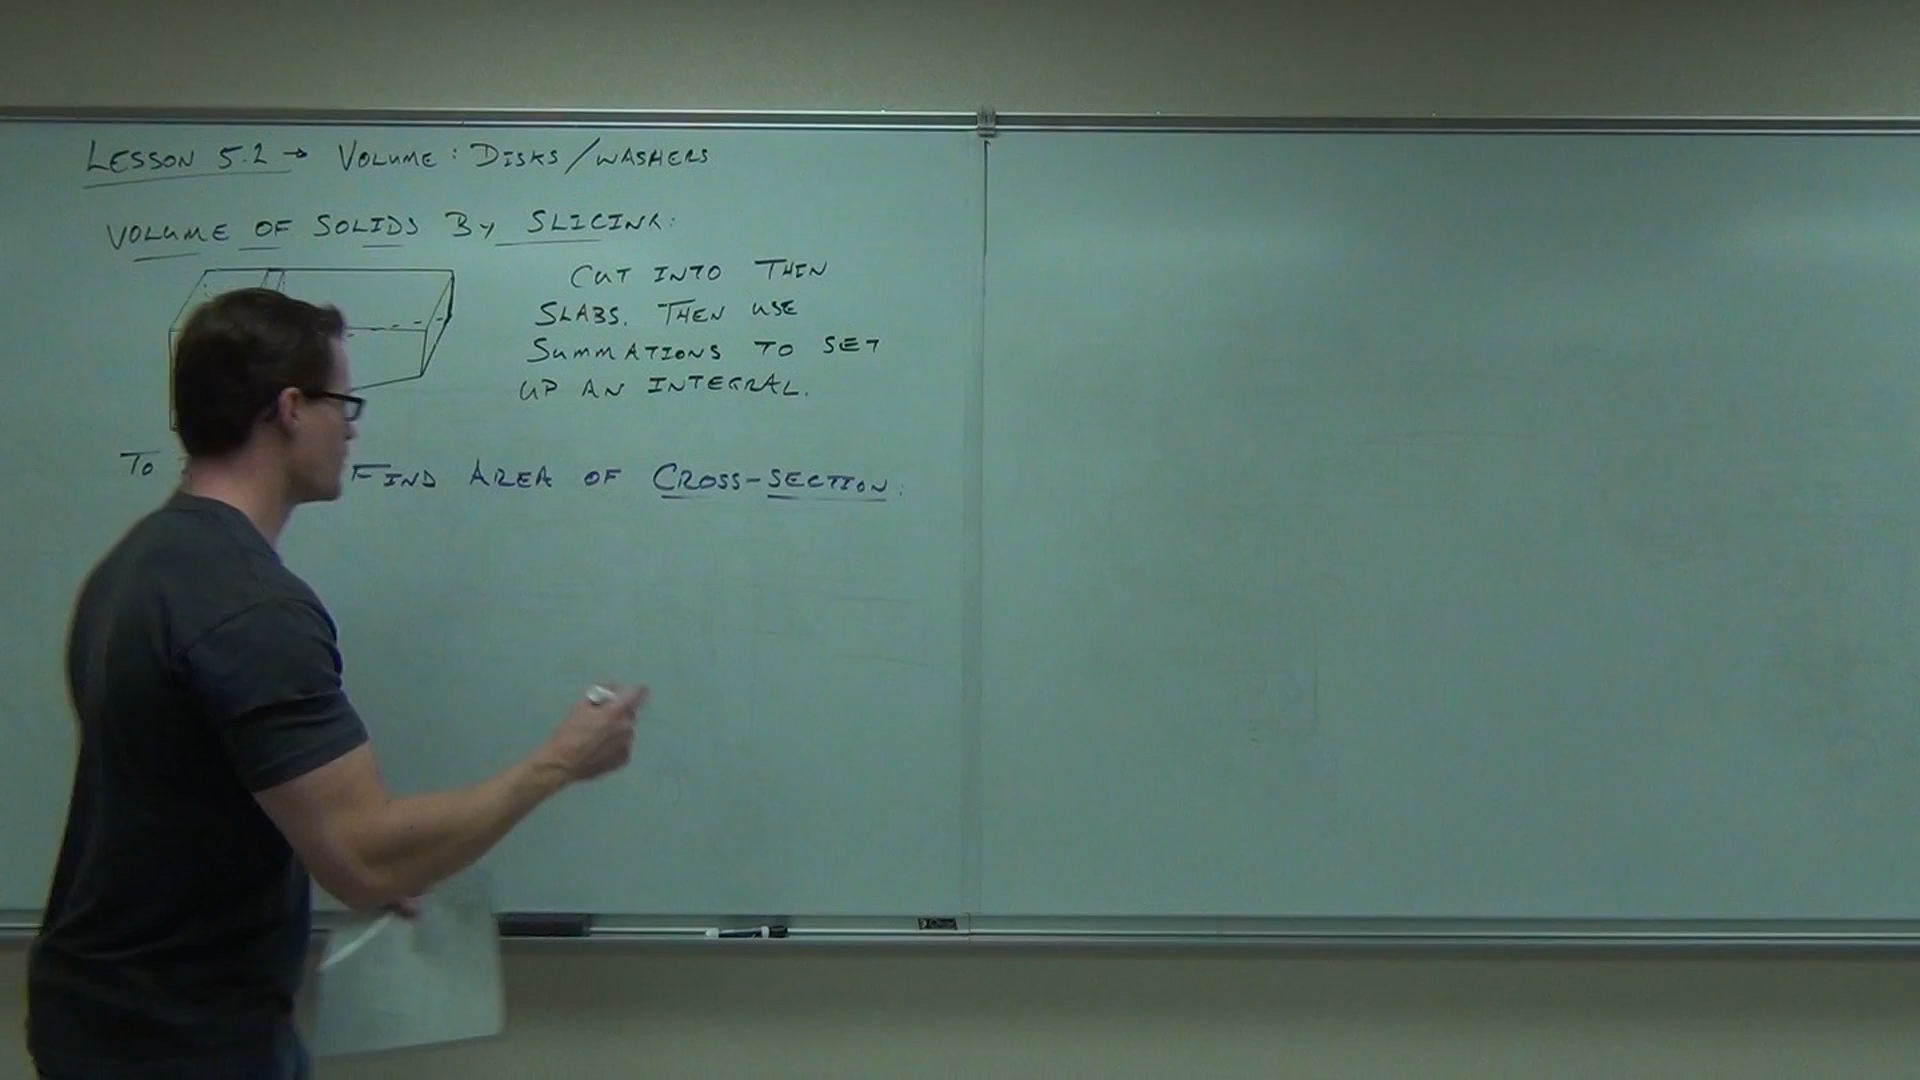 LESSON 5.2 → VOLUME: DISKS/WASHERS
VOLUME OF SOLIDS BY SLICING:
CUT INTO THIN
SLABS. THEN USE
SUMMATIONS TO SET
UP AN INTEGRAL.
TO FIND AREA OF CROSS-SECTION: